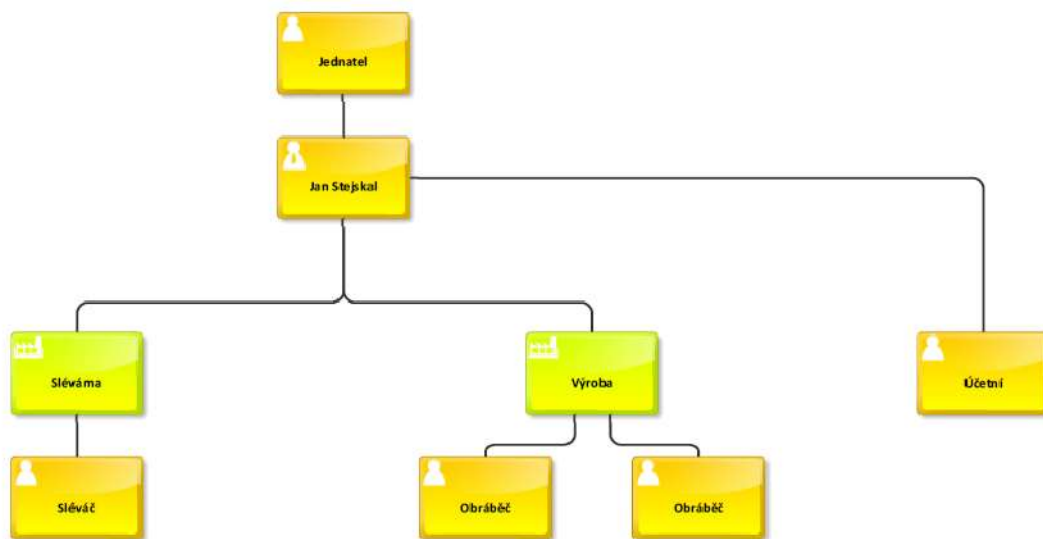 Jednatel
Jan Stejskal
Slévárna
Výroba
Účetní
Slévač
Obráběč
Obráběč